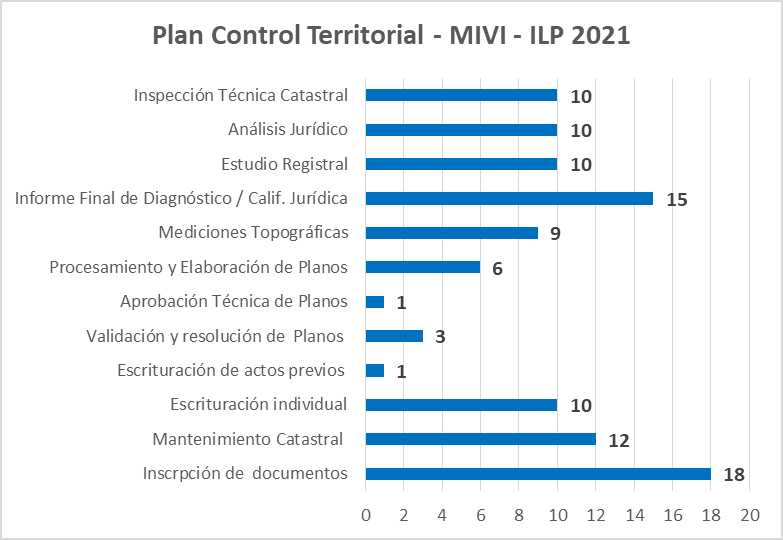 Plan Control Territorial - MIVI - ILP 2021
Inspección Técnica Catastral 10
Análisis Jurídico 10
Estudio Registral 10
Informe Final de Diagnóstico / Calif. Jurídica 15
Mediciones Topográficas 9
Procesamiento y Elaboración de Planos 6
Aprobación Técnica de Planos 1
Validación y resolución de Planos 3
Escrituración de actos previos 1
Escrituración individual 10
Mantenimiento Catastral 12
Inscrpción de documentos 18
0 2 4 6 8 10 12 14 16 18 20